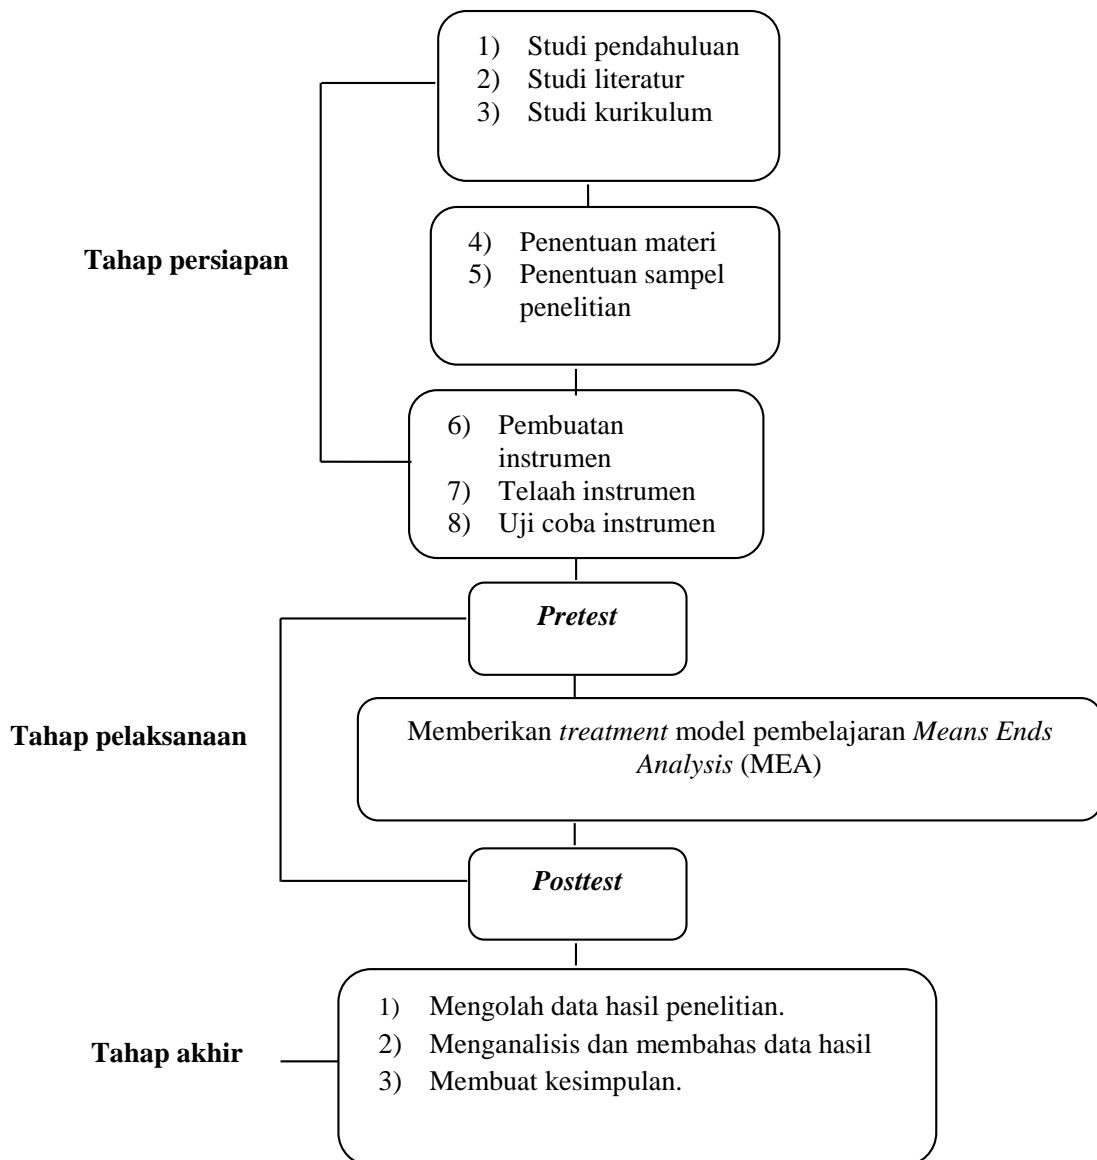 1) Studi pendahuluan
2) Studi literatur
3) Studi kurikulum
Tahap persiapan
4) Penentuan materi
5) Penentuan sampel
penelitian
6) Pembuatan
instrumen
7) Telaah instrumen
8) Uji coba instrumen
Pretest
Tahap pelaksanaan
Memberikan treatment model pembelajaran Means Ends
Analysis (MEA)
Posttest
Tahap akhir
1) Mengolah data hasil penelitian.
2) Menganalisis dan membahas data hasil
3) Membuat kesimpulan.